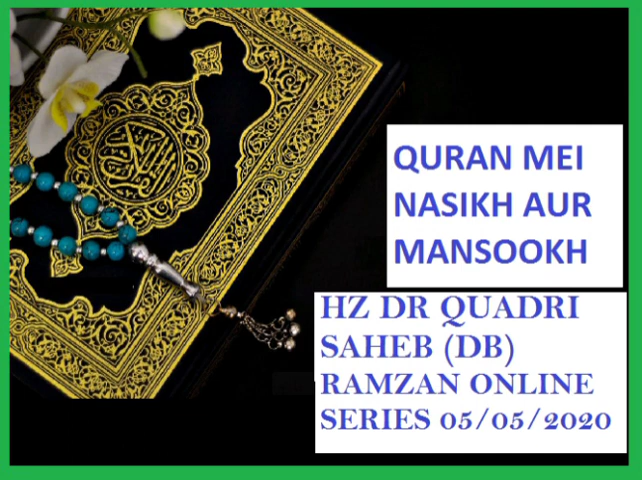 QURAN MEI
NASIKH AUR
MANSOOKH
HZ DR QUADRI
SAHEB (DB)
RAMZAN ONLINE
SERIES 05/05/2020